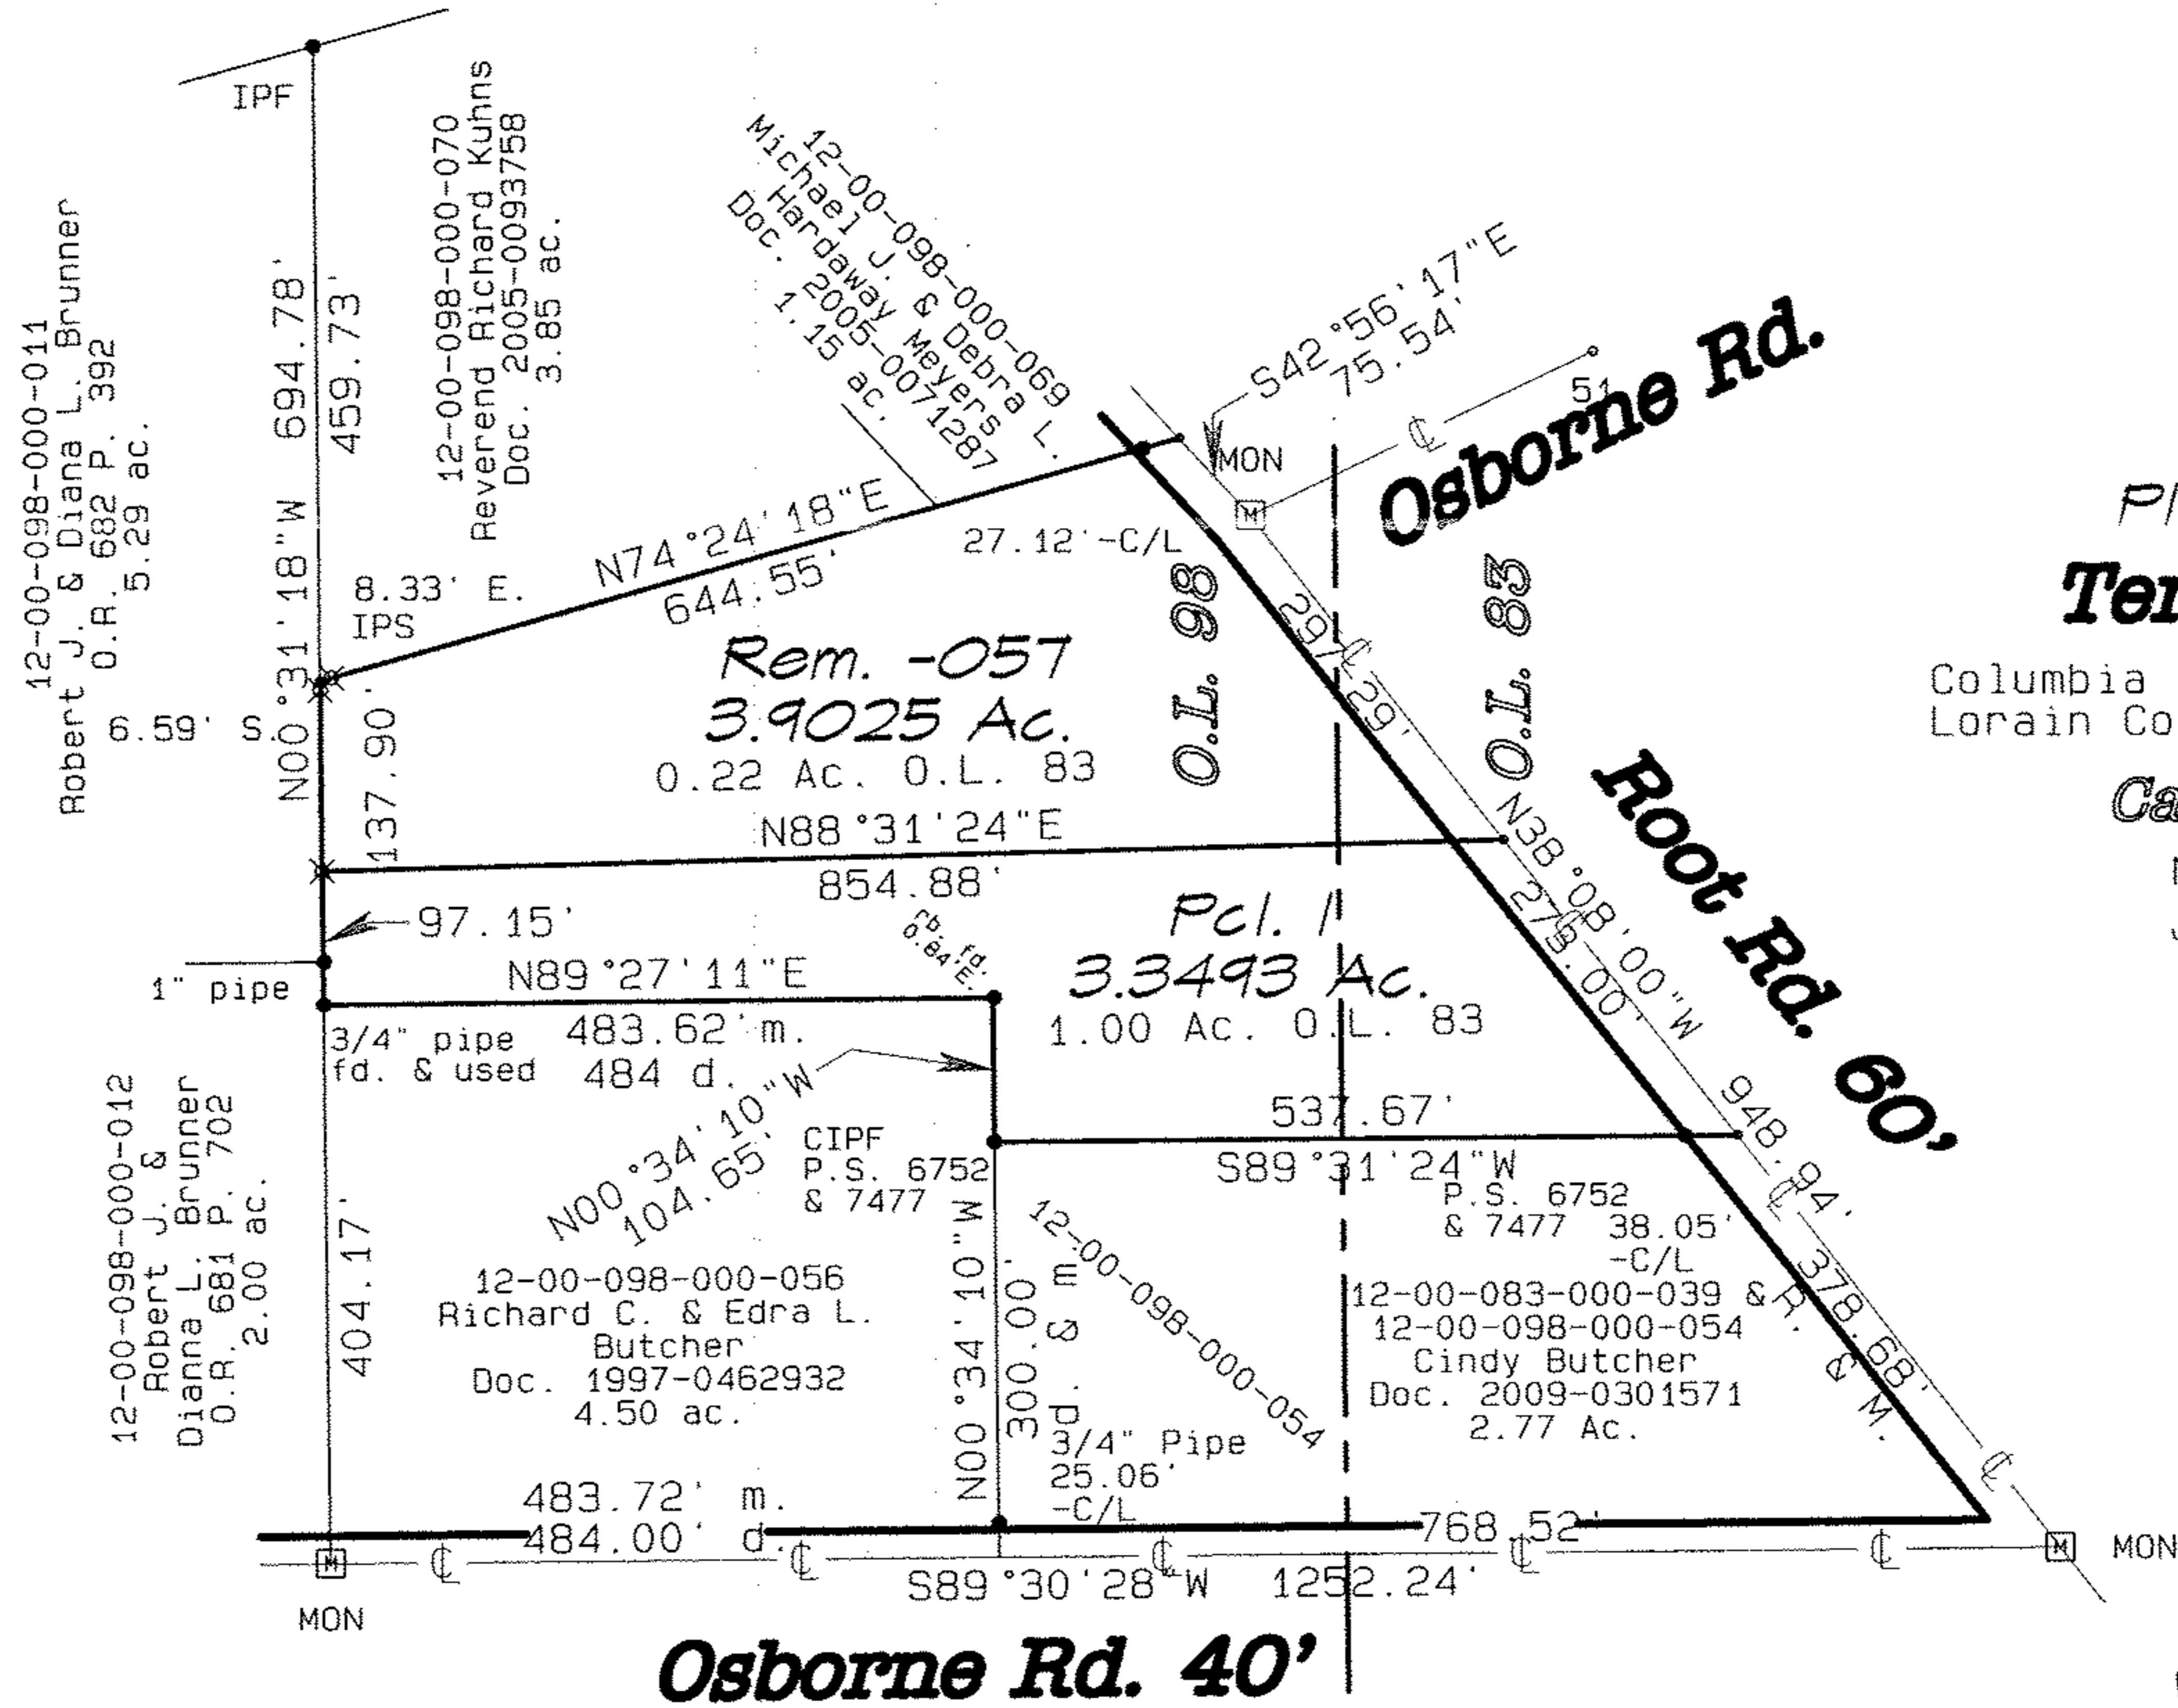 IPF
694.78'
459.73'
N00°31'18"W
12-00-098-000-011
Robert J. & Diana L. Brunner
O.R. 682 P. 392
5.29 ac.
12-00-098-000-070
Reverend Richard Kuhns
Doc. 2005-0093758
3.85 ac.
12-00-098-000-069
Michael J. & Debra L.
Hardaway Meyers
Doc. 2005-0071287
1.15 ac.
S42°56'17"E
75.54'
51
MON
M
Osborne Rd.
N74°24'18"E
644.55'
27.12'-C/L
8.33' E.
IPS
6.59' S.
137.90'
Rem. -057
3.9025 Ac.
0.22 Ac. O.L. 83
O.L. 98
O.L. 83
297.29'
Ter
Columbia
Lorain Co
Ca
N88°31'24"E
854.88'
Root Rd. 60'
N38°08'00"W
948.94'
97.15'
1" pipe
N89°27'11"E
483.62' m.
484 d.
3/4" pipe
fd. & used
rb. fd.
0.84'E.
Pcl. 1
3.3493 Ac.
1.00 Ac. O.L. 83
N00°34'10"W
104.65'
537.67'
S89°31'24"W
CIPF
P.S. 6752
& 7477
P.S. 6752
& 7477 38.05'
-C/L
378.68'
R. & M.
12-00-098-000-012
Robert J. &
Dianna L. Brunner
O.R. 681 P. 702
2.00 ac.
404.17'
12-00-098-000-056
Richard C. & Edra L.
Butcher
Doc. 1997-0462932
4.50 ac.
N00°34'10"W
300.00'
m & d.
12-00-098-000-054
12-00-083-000-039 &
12-00-098-000-054
Cindy Butcher
Doc. 2009-0301571
2.77 Ac.
3/4" Pipe
25.06'
-C/L
483.72' m.
484.00' d.
768.52'
M
M
MON
S89°30'28"W 1252.24'
MON
Osborne Rd. 40'